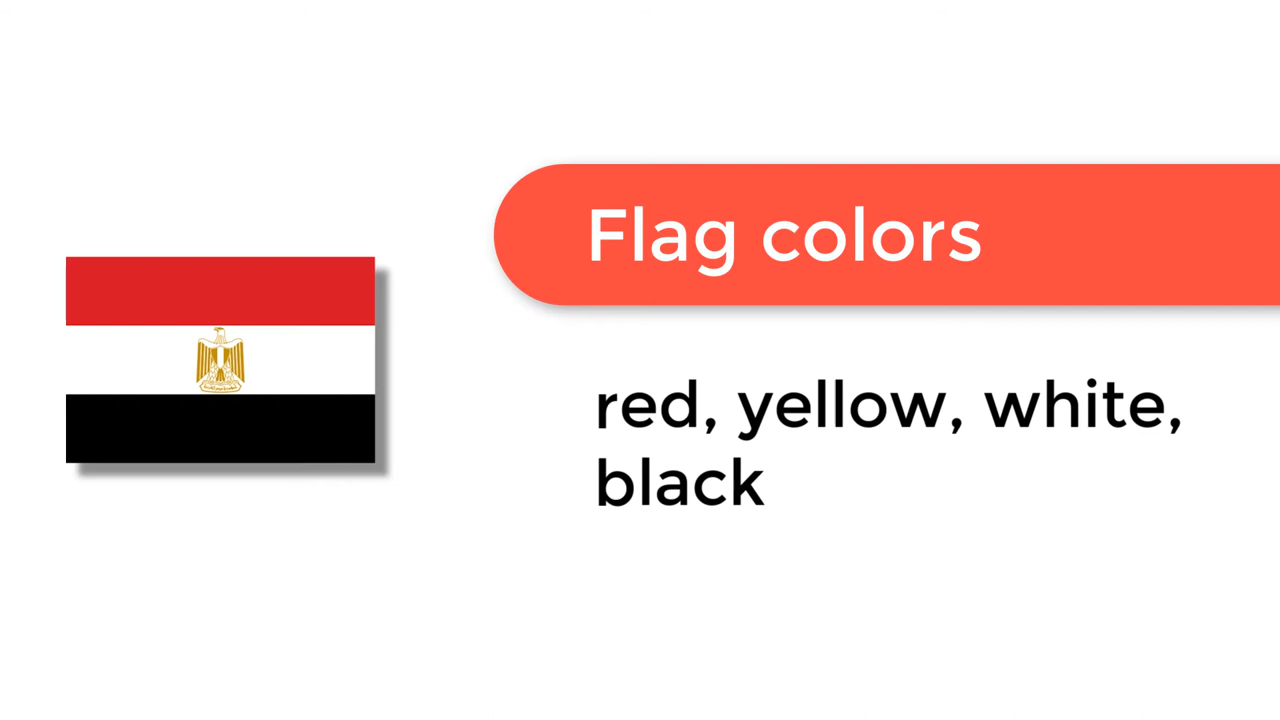 Flag colors
red, yellow, white,
black